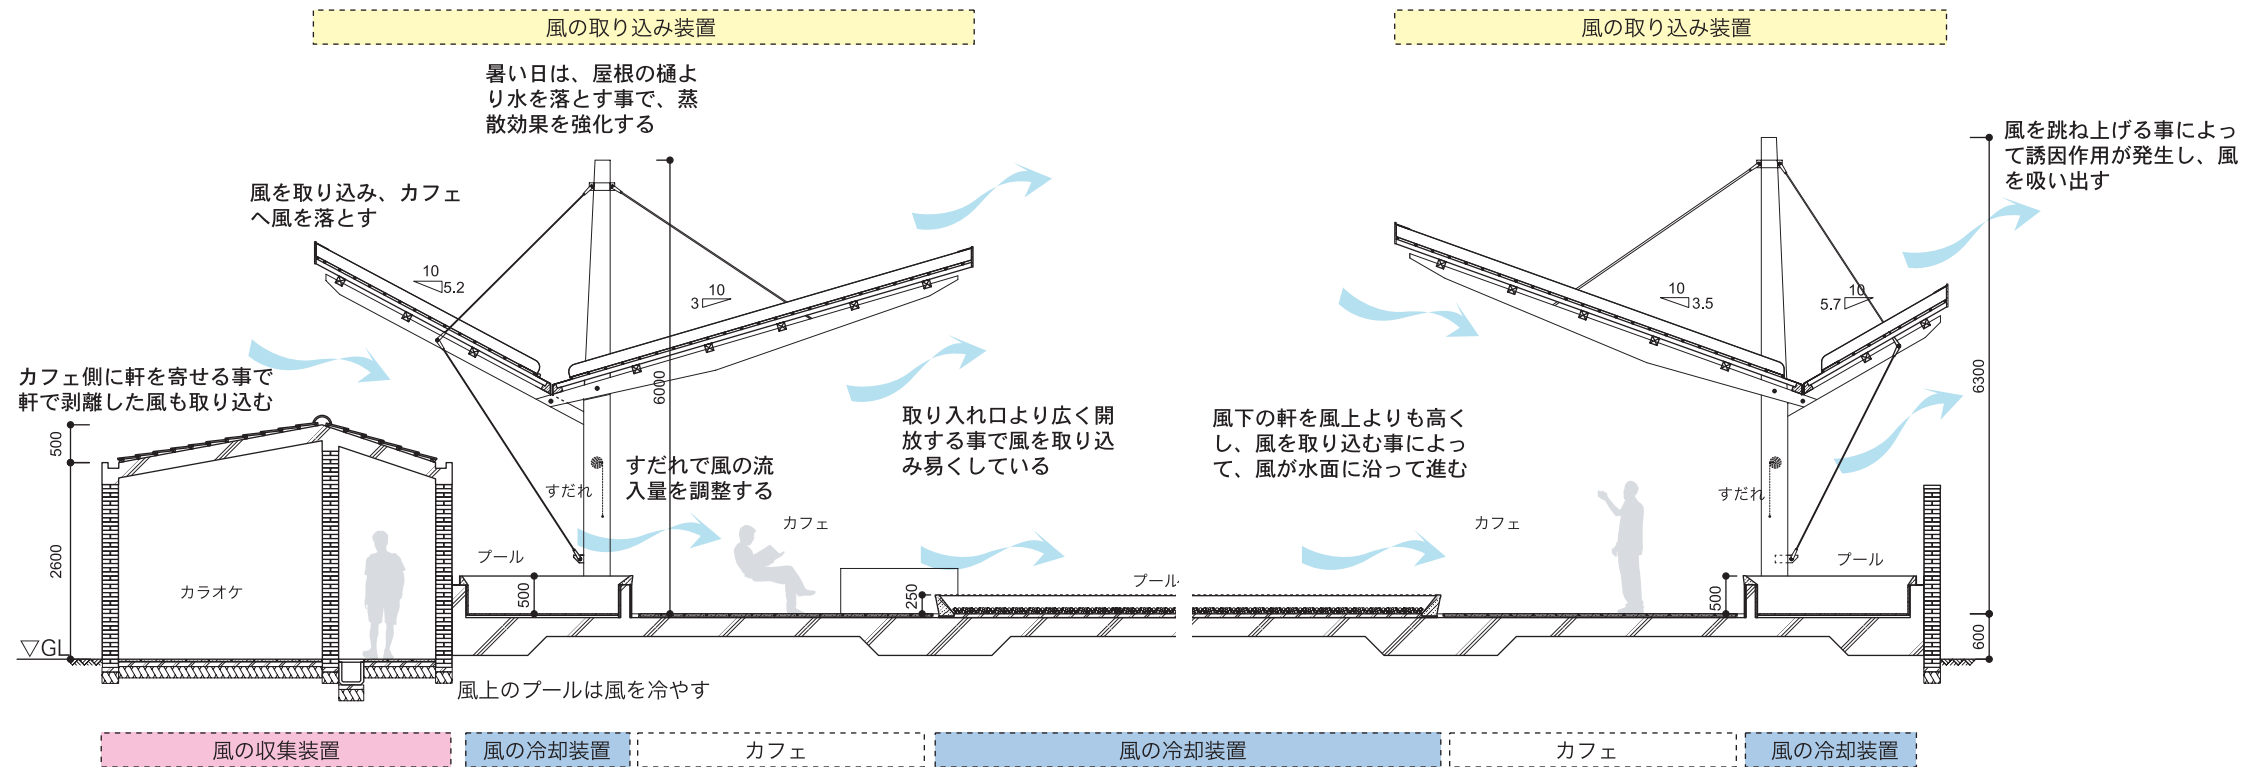 風の取り込み装置
風の取り込み装置
暑い日は、屋根の樋よ
り水を落とす事で、蒸
散効果を強化する
風を取り込み、カフェ
へ風を落とす
風を跳ね上げる事によっ
て誘因作用が発生し、風
を吸い出す
10
5.2
10
3
10
3.5
10
5.7
6000
6300
カフェ側に軒を寄せる事で
軒で剥離した風も取り込む
取り入れ口より広く開
放する事で風を取り込
み易くしている
風下の軒を風上よりも高く
し、風を取り込む事によっ
て、風が水面に沿って進む
500
すだれで風の流
入量を調整する
すだれ
すだれ
カフェ
カフェ
2600
プール
プール
プール
カラオケ
500
250
500
600
▽GL
風上のプールは風を冷やす
風の収集装置
風の冷却装置
カフェ
風の冷却装置
カフェ
風の冷却装置